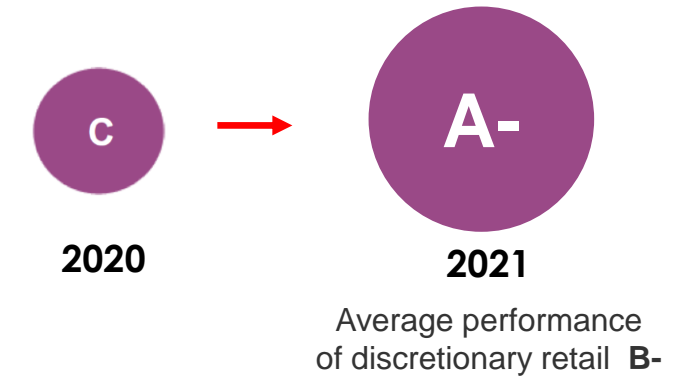 C
A-
2020
2021
Average performance
of discretionary retail B-